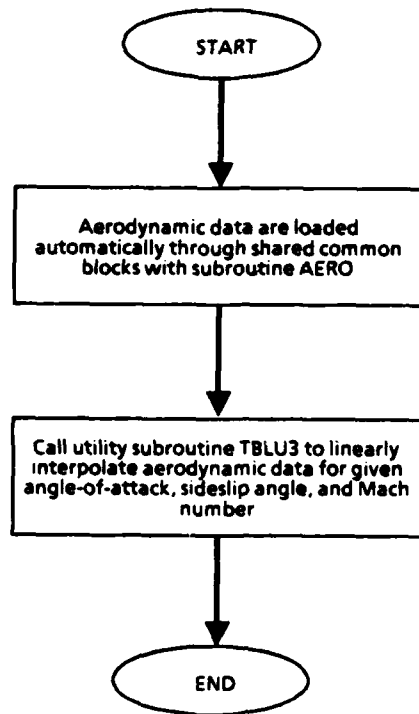 START
Aerodynamic data are loaded
automatically through shared common
blocks with subroutine AERO
Call utility subroutine TBLU3 to linearly
interpolate aerodynamic data for given
angle-of-attack, sideslip angle, and Mach
number
END